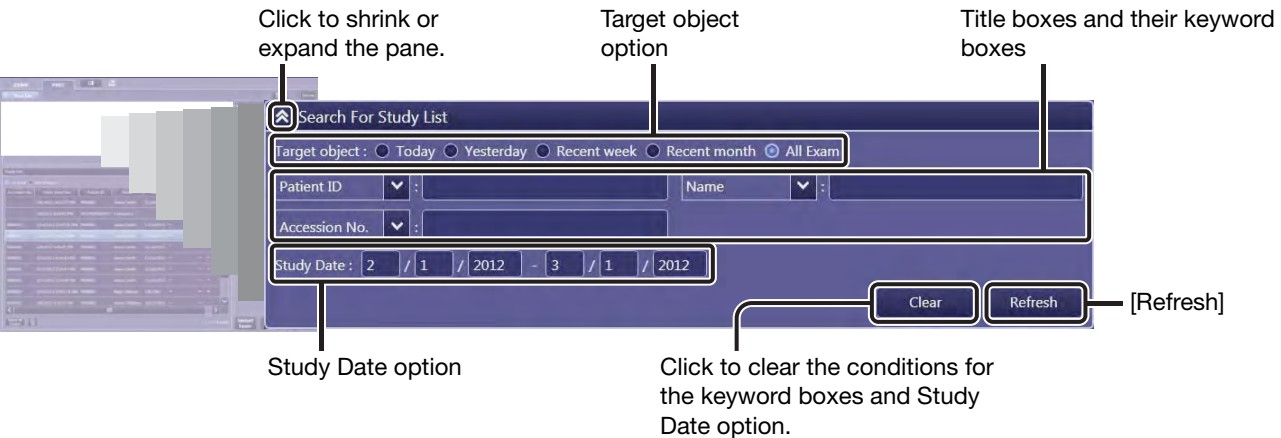 Click to shrink or
expand the pane.
Target object
option
Title boxes and their keyword
boxes
Search For Study List
Target object : Today Yesterday Recent week Recent month All Exam
Patient ID : Name :
Accession No. :
Study Date : 2 / 1 / 2012 - 3 / 1 / 2012
Clear Refresh
[Refresh]
Study Date option
Click to clear the conditions for
the keyword boxes and Study
Date option.